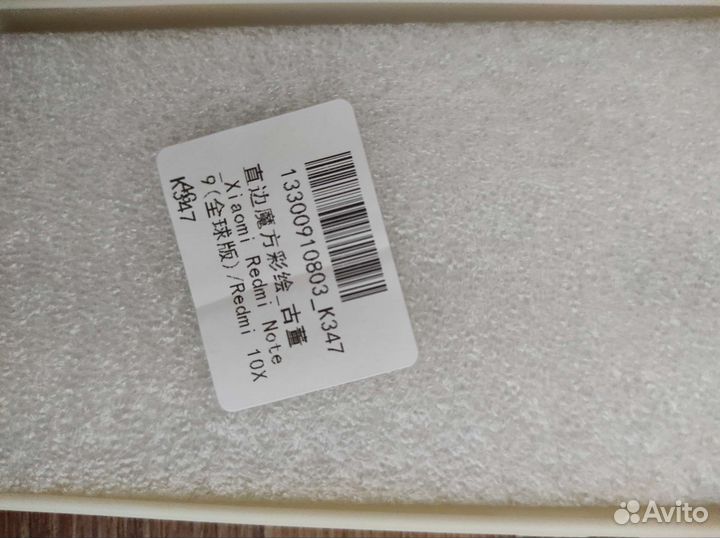 13300910803_K347
直边魔方彩绘_古董
_Xiaomi Redmi Note
9(全球版)/Redmi 10X
K347
Avito